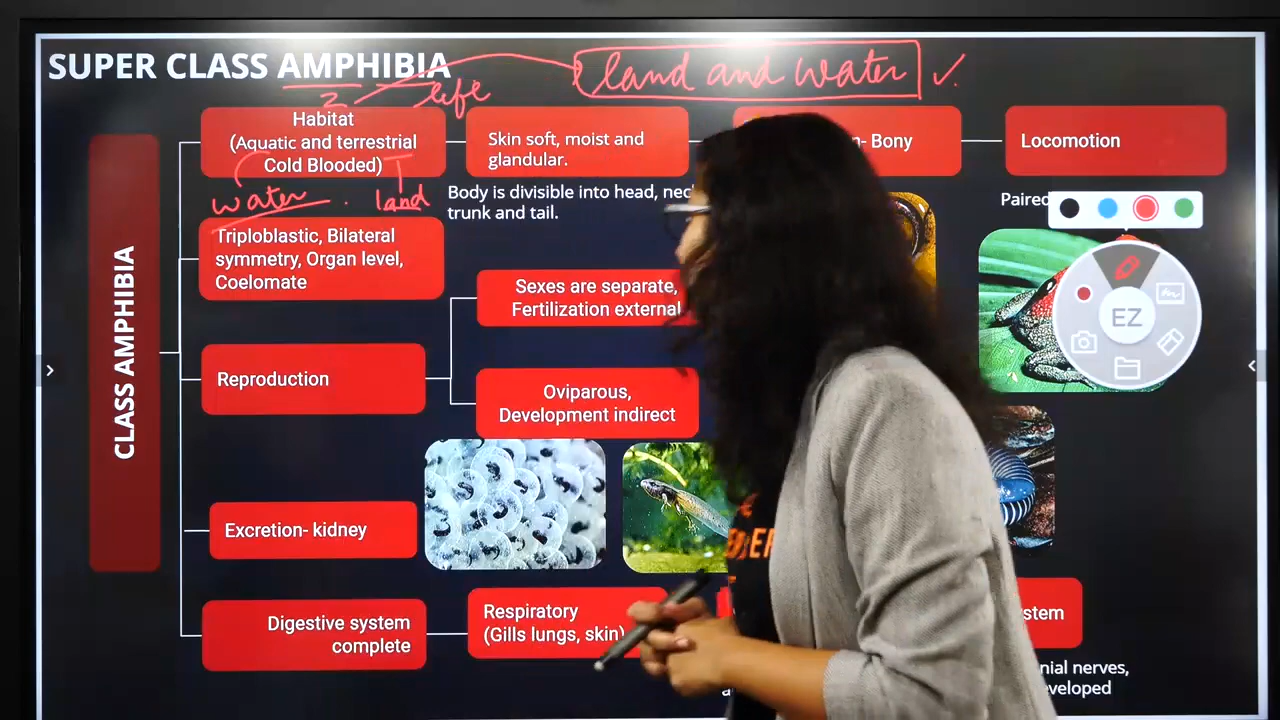 SUPER CLASS AMPHIBIA
land and water ✓
2
life
CLASS AMPHIBIA
Habitat
(Aquatic and terrestrial
Cold Blooded)
water
land
Skin soft, moist and
glandular.
Body is divisible into head,
trunk and tail.
Bony
Locomotion
Paired
EZ
Triploblastic, Bilateral
symmetry, Organ level,
Coelomate
Reproduction
Sexes are separate,
Fertilization external
Oviparous,
Development indirect
Excretion- kidney
Digestive system
complete
Respiratory
(Gills lungs, skin)
nerves,